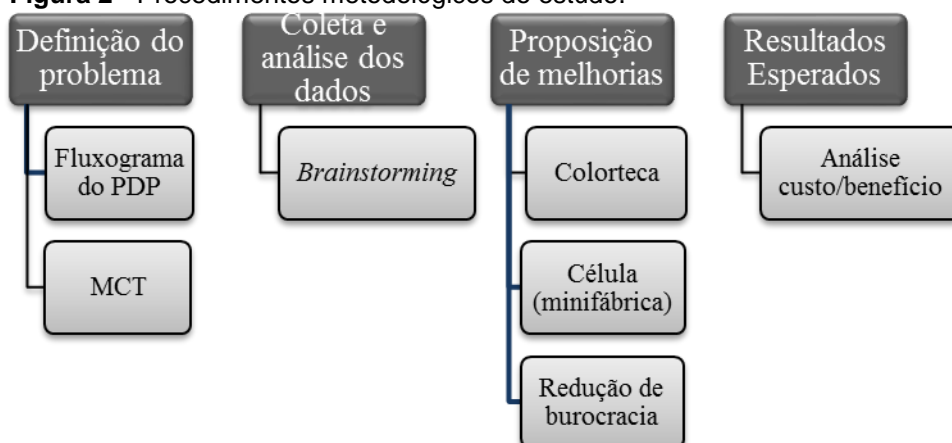 Figura 2 - Procedimentos metodológicos do estudo.
Definição do
problema
Fluxograma
do PDP
MCT
Coleta e
análise dos
dados
Brainstorming
Proposição
de melhorias
Colorteca
Célula
(minifábrica)
Redução de
burocracia
Resultados
Esperados
Análise
custo/benefício